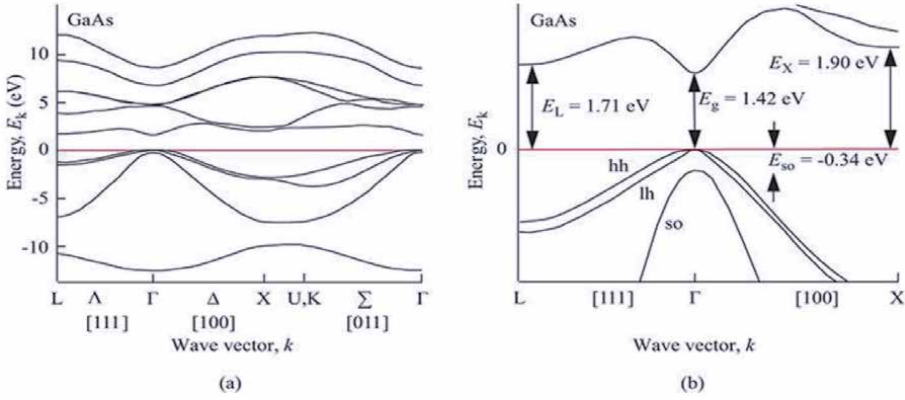 GaAs
10
5
0
-5
-10
Energy, E_k (eV)
L Λ Γ Δ X U,K Σ Γ
[111] [100] [011]
Wave vector, k
(a)
GaAs
E_X = 1.90 eV
E_L = 1.71 eV
E_g = 1.42 eV
0
E_so = -0.34 eV
hh
lh
so
Energy, E_k
L [111] Γ [100] X
Wave vector, k
(b)